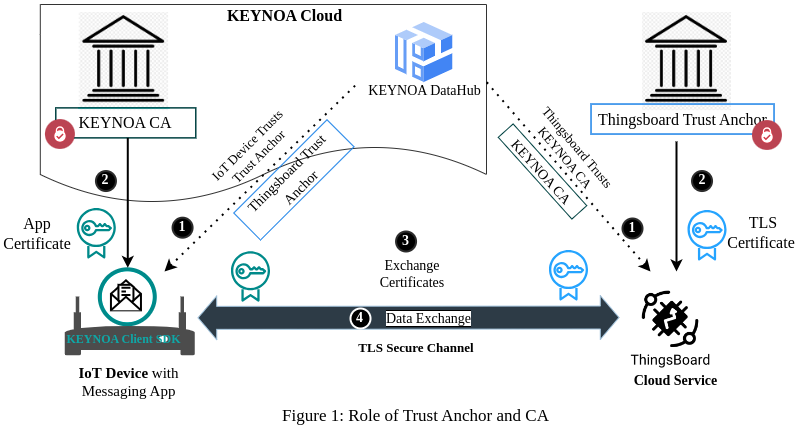 KEYNOA Cloud
KEYNOA DataHub
KEYNOA CA
Thingsboard Trust Anchor
IoT Device Trusts
Trust Anchor
Thingsboard Trust
Anchor
Thingsboard Trusts
KEYNOA CA
KEYNOA CA
2
2
App
Certificate
1
1
TLS
Certificate
3
Exchange
Certificates
4
Data Exchange
TLS Secure Channel
KEYNOA Client SDK
IoT Device with
Messaging App
ThingsBoard
Cloud Service
Figure 1: Role of Trust Anchor and CA